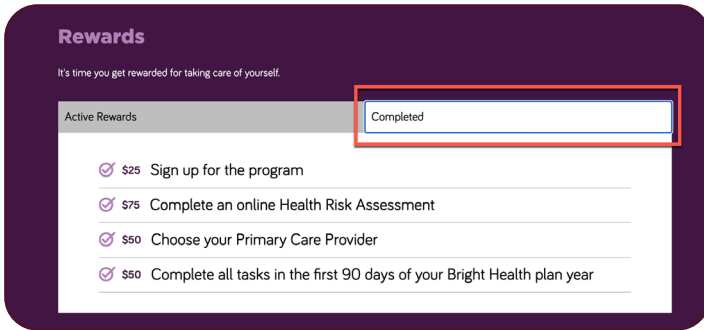 Rewards
It's time you get rewarded for taking care of yourself.
Active Rewards
Completed
$25 Sign up for the program
$75 Complete an online Health Risk Assessment
$50 Choose your Primary Care Provider
$50 Complete all tasks in the first 90 days of your Bright Health plan year